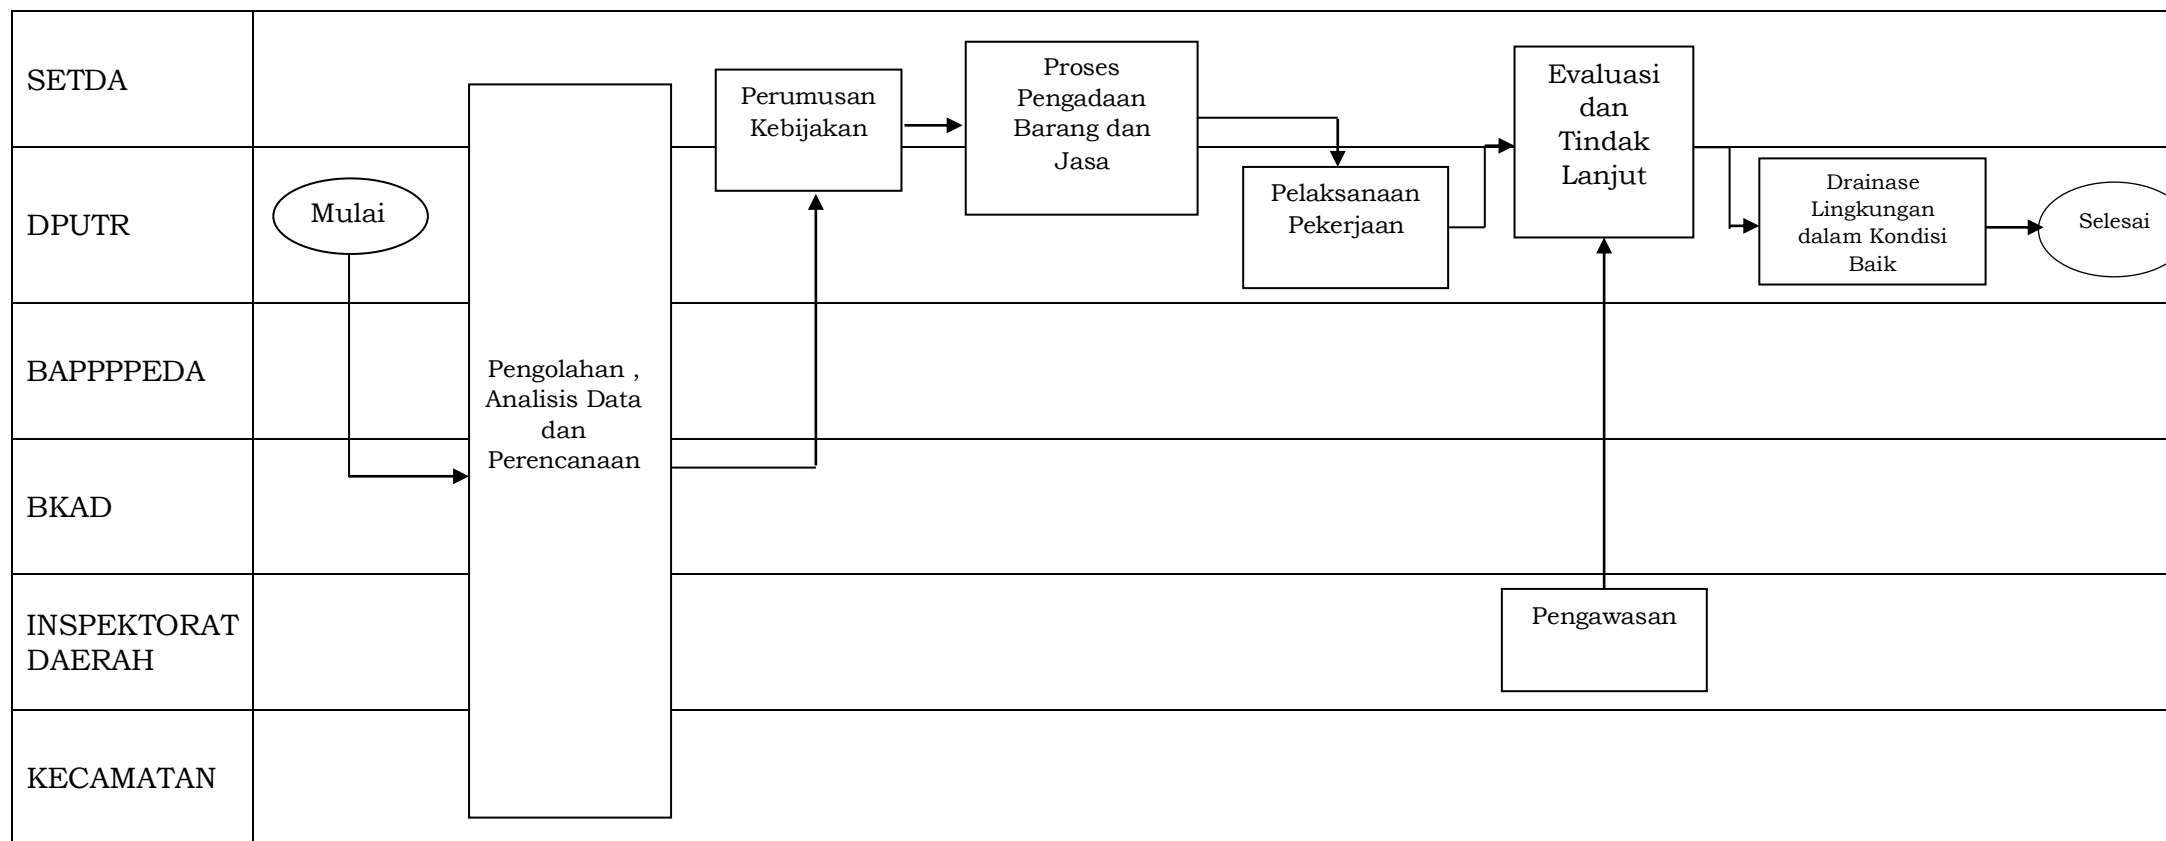 SETDA
Perumusan
Kebijakan
Proses
Pengadaan
Barang dan
Jasa
Evaluasi
dan
Tindak
Lanjut
DPUTR
Mulai
Pelaksanaan
Pekerjaan
Drainase
Lingkungan
dalam Kondisi
Baik
Selesai
BAPPPPEDA
Pengolahan ,
Analisis Data
dan
Perencanaan
BKAD
INSPEKTORAT
DAERAH
Pengawasan
KECAMATAN